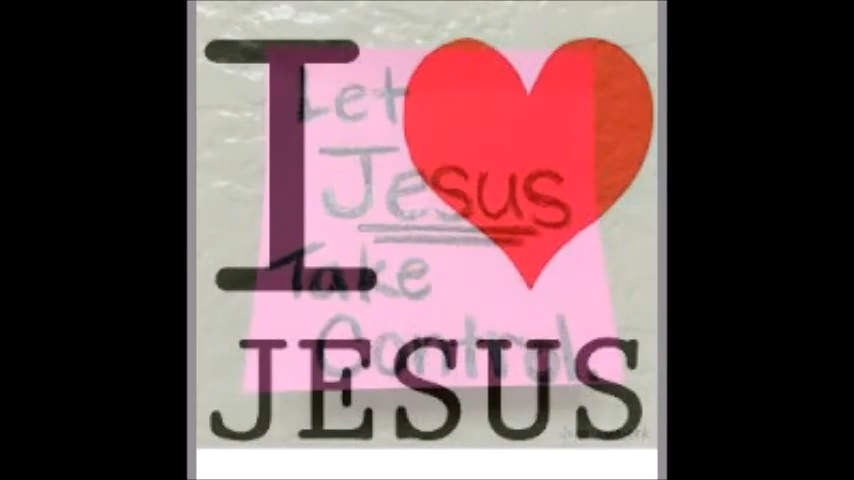 I
Let
Jesus
Take
Control
JESUS